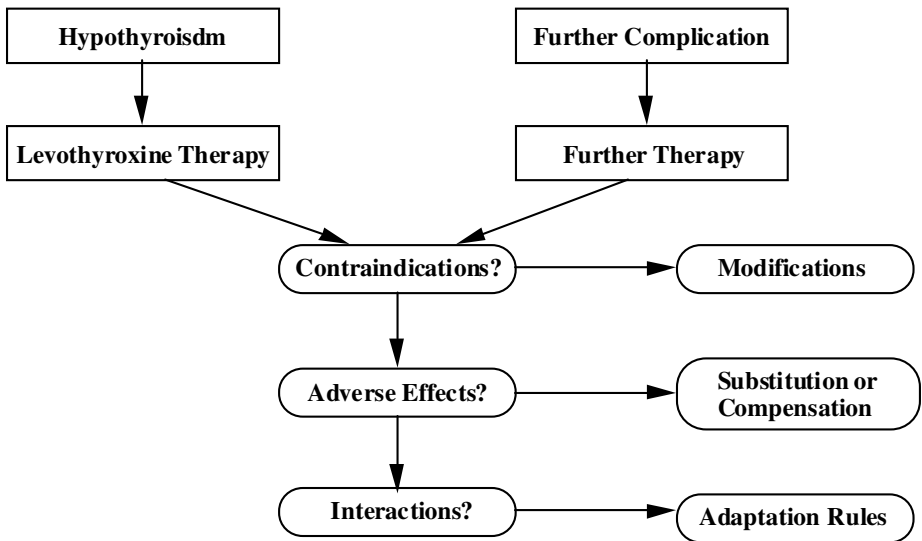 Hypothyroisdm
Further Complication
Levothyroxine Therapy
Further Therapy
Contraindications?
Modifications
Adverse Effects?
Substitution or
Compensation
Interactions?
Adaptation Rules